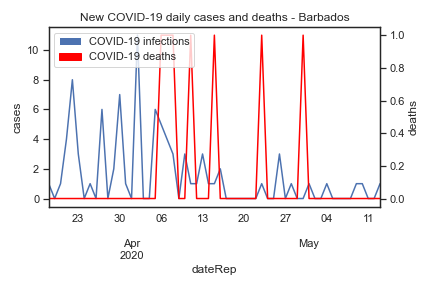 New COVID-19 daily cases and deaths - Barbados
COVID-19 infections
COVID-19 deaths
cases
deaths
10
8
6
4
2
0
1.0
0.8
0.6
0.4
0.2
0.0
23 30 06 13 20 27 04 11
Apr May
2020
dateRep